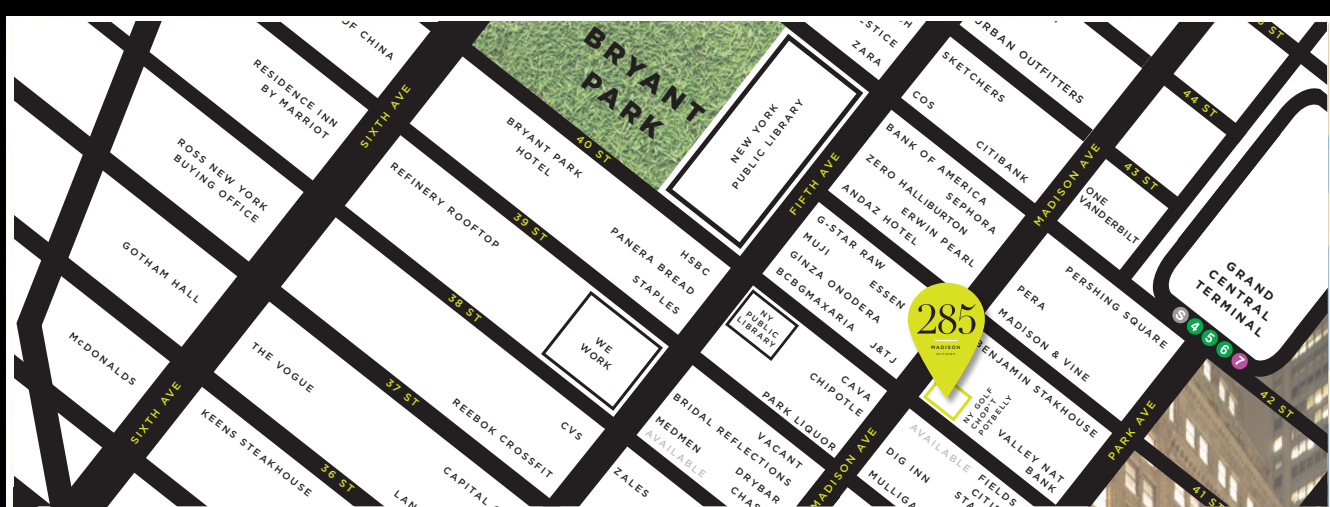 OF CHINA
RESIDENCE INN
BY MARRIOT
ROSS NEW YORK
BUYING OFFICE
GOTHAM HALL
McDONALDS
SIXTH AVE
SIXTH AVE
BRYANT
PARK
40 ST
NEW YORK
PUBLIC LIBRARY
BRYANT PARK
HOTEL
REFINERY ROOFTOP
39 ST
HSBC
PANERA BREAD
STAPLES
38 ST
WE
WORK
THE VOGUE
37 ST
REEBOK CROSSFIT
CVS
KEENS STEAKHOUSE
36 ST
CAPITAL
ZARA
SKETCHERS
COS
CITIBANK
URBAN OUTFITTERS
FIFTH AVE
BANK OF AMERICA
SEPHORA
ZERO HALLIBURTON
ERWIN PEARL
ANDAZ HOTEL
G-STAR RAW
MUJI
ESSEN
GINZA ONODERA
BCBGMAXARIA
J&TJ
NY
PUBLIC
LIBRARY
CAVA
CHIPOTLE
PARK LIQUOR
BRIDAL REFLECTIONS
VACANT
MEDMEN
AVAILABLE
DRYBAR
ZALES
MADISON AVE
MADISON AVE
44 ST
43 ST
ONE
VANDERBILT
GRAND
CENTRAL
TERMINAL
S 4 5 6 7
PERSHING SQUARE
PERA
MADISON & VINE
285
MADISON
AVENUE
BENJAMIN STAKHOUSE
NY GOLF
CHOP'T
POTBELLY
VALLEY NAT
BANK
AVAILABLE
DIG INN
FIELDS
PARK AVE
42 ST
41 ST